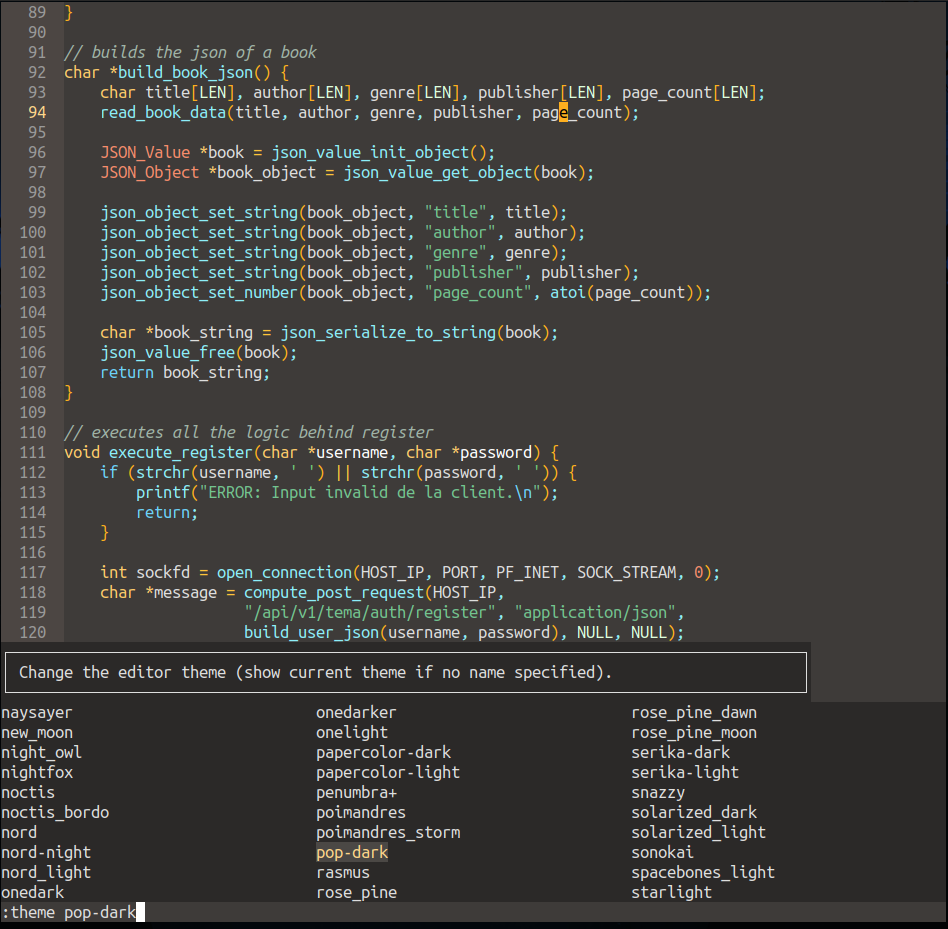 89 }
90
91 // builds the json of a book
92 char *build_book_json() {
93     char title[LEN], author[LEN], genre[LEN], publisher[LEN], page_count[LEN];
94     read_book_data(title, author, genre, publisher, page_count);
95
96     JSON_Value *book = json_value_init_object();
97     JSON_Object *book_object = json_value_get_object(book);
98
99     json_object_set_string(book_object, "title", title);
100     json_object_set_string(book_object, "author", author);
101     json_object_set_string(book_object, "genre", genre);
102     json_object_set_string(book_object, "publisher", publisher);
103     json_object_set_number(book_object, "page_count", atoi(page_count));
104
105     char *book_string = json_serialize_to_string(book);
106     json_value_free(book);
107     return book_string;
108 }
109
110 // executes all the logic behind register
111 void execute_register(char *username, char *password) {
112     if (strchr(username, ' ') || strchr(password, ' ')) {
113         printf("ERROR: Input invalid de la client.\n");
114         return;
115     }
116
117     int sockfd = open_connection(HOST_IP, PORT, PF_INET, SOCK_STREAM, 0);
118     char *message = compute_post_request(HOST_IP,
119                     "/api/v1/tema/auth/register", "application/json",
120                     build_user_json(username, password), NULL, NULL);
Change the editor theme (show current theme if no name specified).
naysayer onedarker rose_pine_dawn
new_moon onelight rose_pine_moon
night_owl papercolor-dark serika-dark
nightfox papercolor-light serika-light
noctis penumbra+ snazzy
noctis_bordo poimandres solarized_dark
nord poimandres_storm solarized_light
nord-night pop-dark sonokai
nord_light rasmus spacebones_light
onedark rose_pine starlight
:theme pop-dark